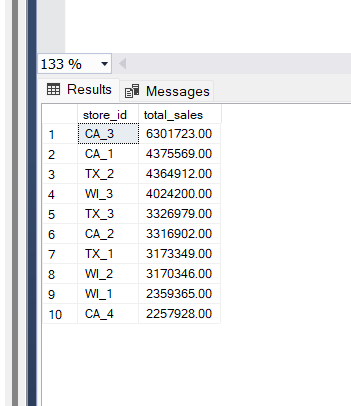 133 %
Results Messages
store_id total_sales
1 CA_3 6301723.00
2 CA_1 4375569.00
3 TX_2 4364912.00
4 WI_3 4024200.00
5 TX_3 3326979.00
6 CA_2 3316902.00
7 TX_1 3173349.00
8 WI_2 3170346.00
9 WI_1 2359365.00
10 CA_4 2257928.00